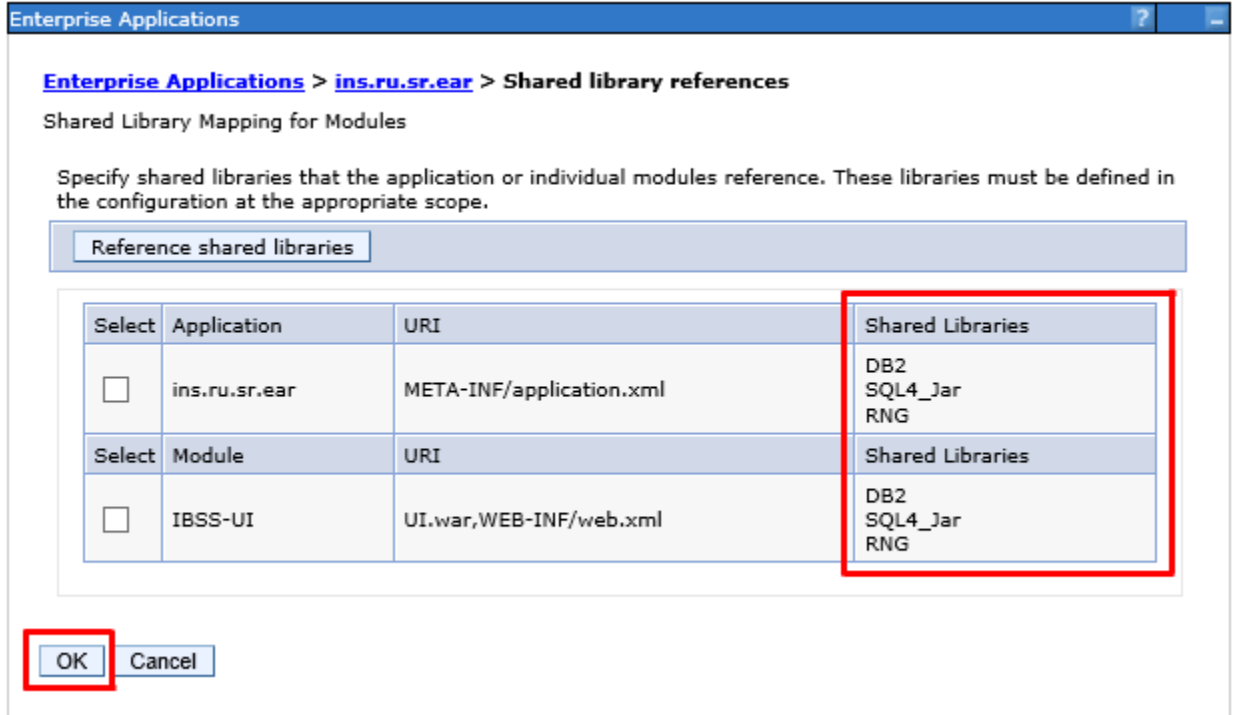 Enterprise Applications ?
Enterprise Applications > ins.ru.sr.ear > Shared library references
Shared Library Mapping for Modules
Specify shared libraries that the application or individual modules reference. These libraries must be defined in
the configuration at the appropriate scope.
Reference shared libraries
Select Application URI Shared Libraries
ins.ru.sr.ear META-INF/application.xml DB2
SQL4_Jar
RNG
Select Module URI Shared Libraries
IBSS-UI UI.war,WEB-INF/web.xml DB2
SQL4_Jar
RNG
OK Cancel